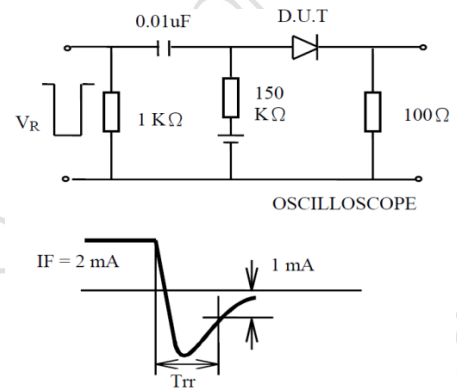 0.01uF
D.U.T
VR
1 KΩ
150
KΩ
100Ω
OSCILLOSCOPE
IF = 2 mA
1 mA
Trr